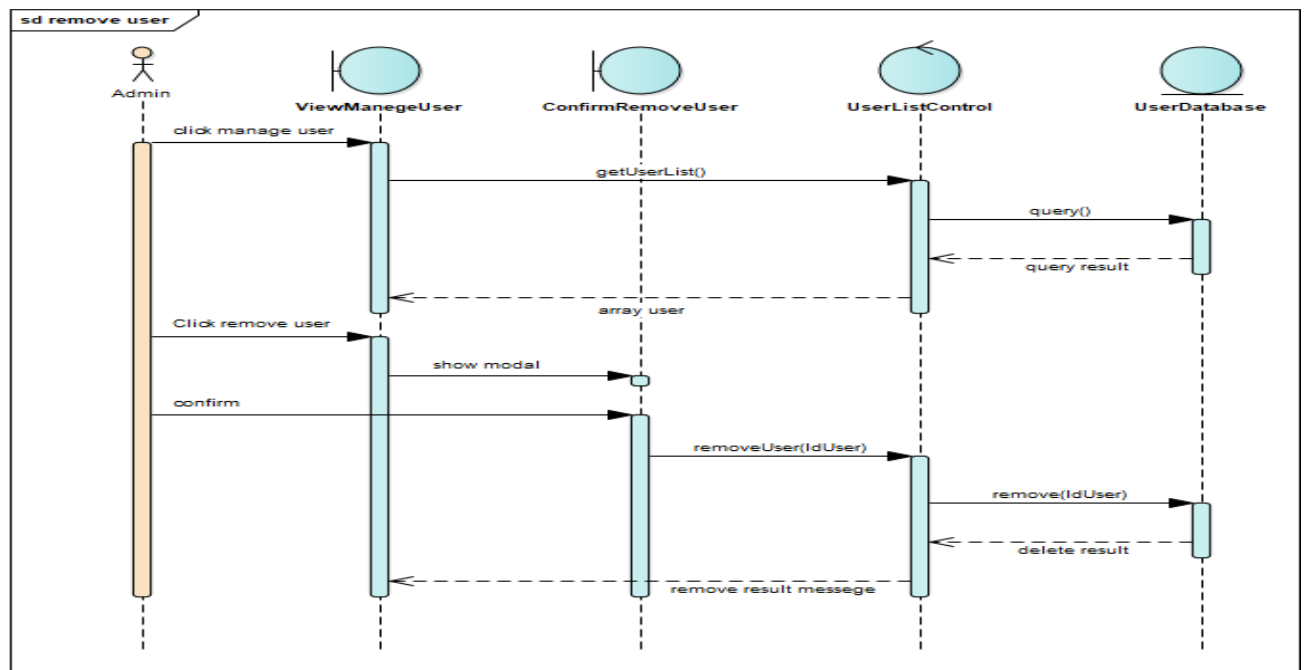 sd remove user
Admin
ViewManegeUser
ConfirmRemoveUser
UserListControl
UserDatabase
click manage user
getUserList()
query()
query result
array user
Click remove user
show modal
confirm
removeUser(IdUser)
remove(IdUser)
delete result
remove result messege